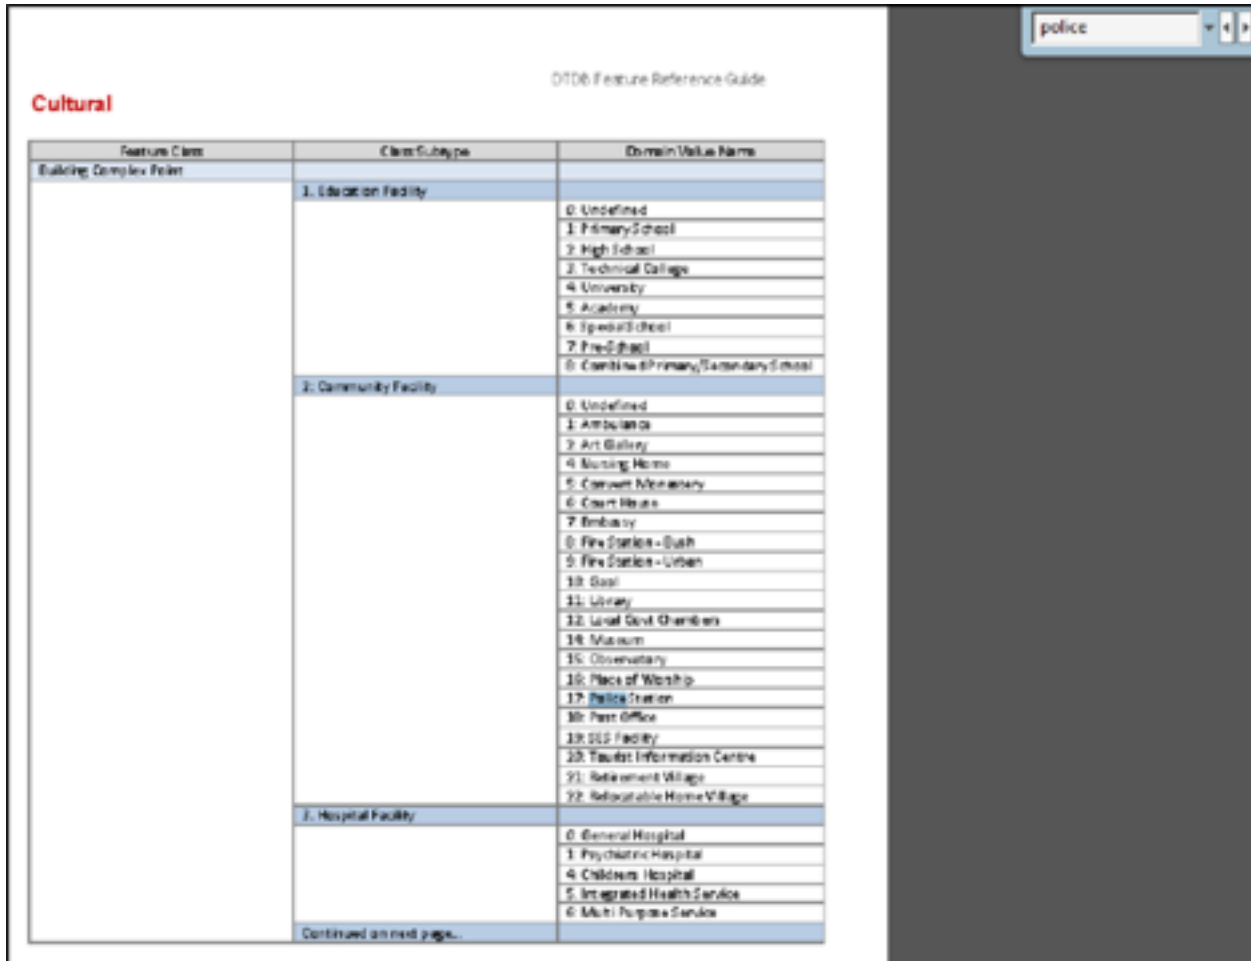 police
DTDB Feature Reference Guide
Cultural
Feature Class Class Subtype Domain Value Name
Building Complex Point
1. Education Facility
0: Undefined
1: Primary School
2: High School
3: Technical College
4: University
5: Academy
6: Special School
7: Pre-School
8: Combined Primary/Secondary School
2: Community Facility
0: Undefined
1: Ambulance
2: Art Gallery
4: Nursing Home
5: Convent Monastery
6: Court House
7: Embassy
8: Fire Station - Bush
9: Fire Station - Urban
10: Goal
11: Library
12: Local Govt Chambers
14: Museum
15: Observatory
16: Place of Worship
17: Police Station
18: Post Office
19: SES Facility
20: Tourist Information Centre
21: Retirement Village
22: Relocatable Home Village
3. Hospital Facility
0: General Hospital
1: Psychiatric Hospital
4: Childrens Hospital
5: Integrated Health Service
6: Multi Purpose Service
Continued on next page...